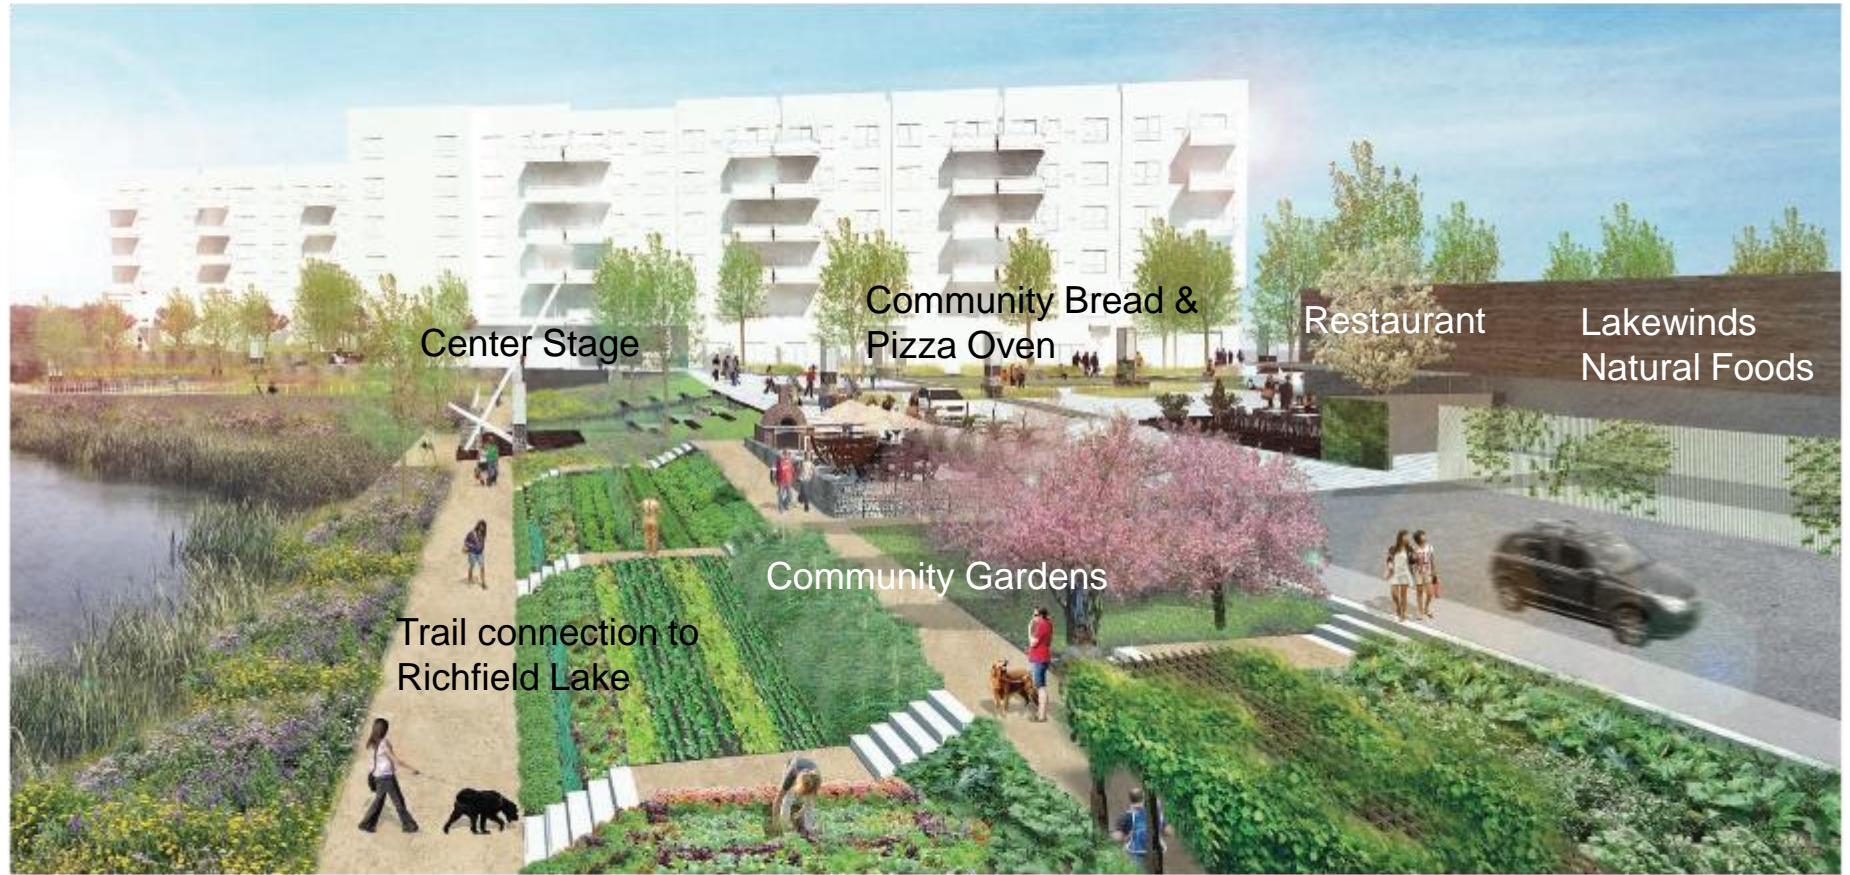 Center Stage
Community Bread &
Pizza Oven
Restaurant
Lakewinds
Natural Foods
Community Gardens
Trail connection to
Richfield Lake